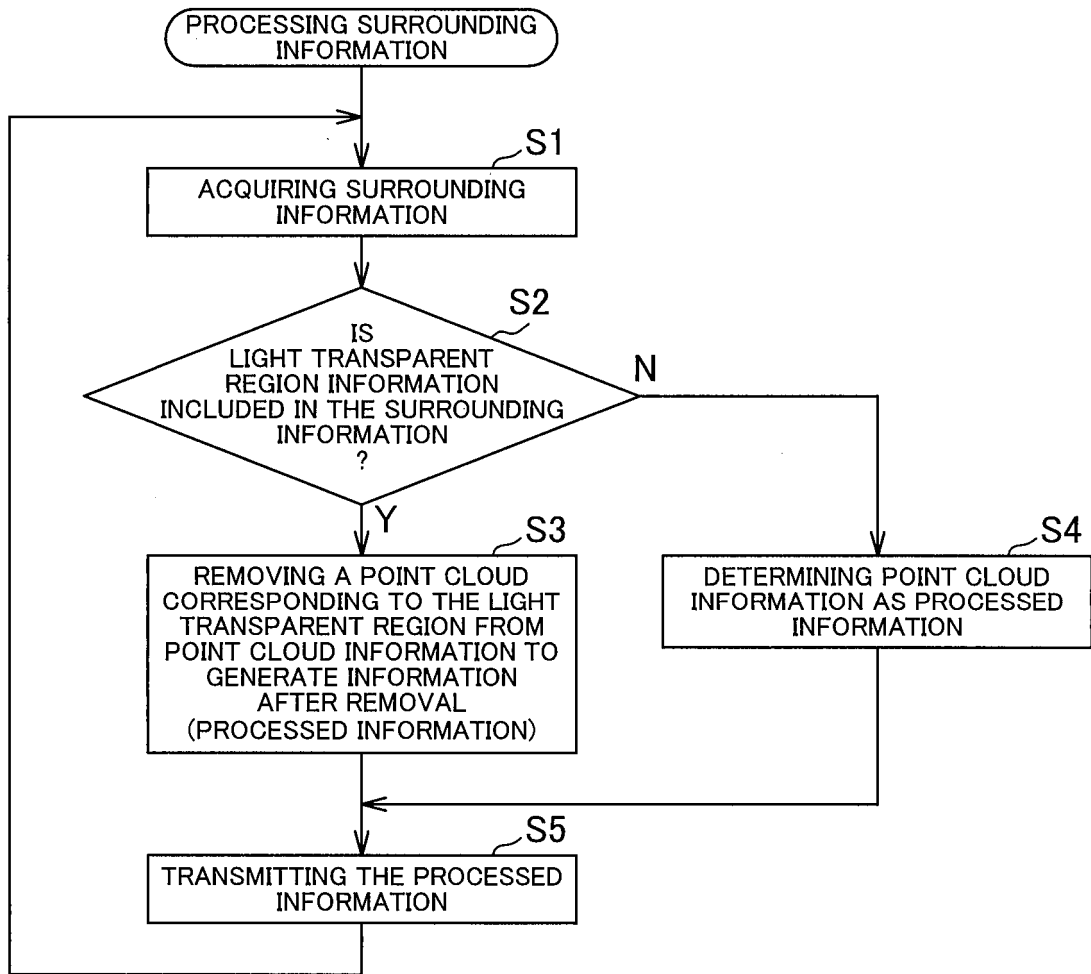 PROCESSING SURROUNDING
INFORMATION
S1
ACQUIRING SURROUNDING
INFORMATION
S2
IS
LIGHT TRANSPARENT
REGION INFORMATION
INCLUDED IN THE SURROUNDING
INFORMATION
?
N
Y
S3
REMOVING A POINT CLOUD
CORRESPONDING TO THE LIGHT
TRANSPARENT REGION FROM
POINT CLOUD INFORMATION TO
GENERATE INFORMATION
AFTER REMOVAL
(PROCESSED INFORMATION)
S4
DETERMINING POINT CLOUD
INFORMATION AS PROCESSED
INFORMATION
S5
TRANSMITTING THE PROCESSED
INFORMATION